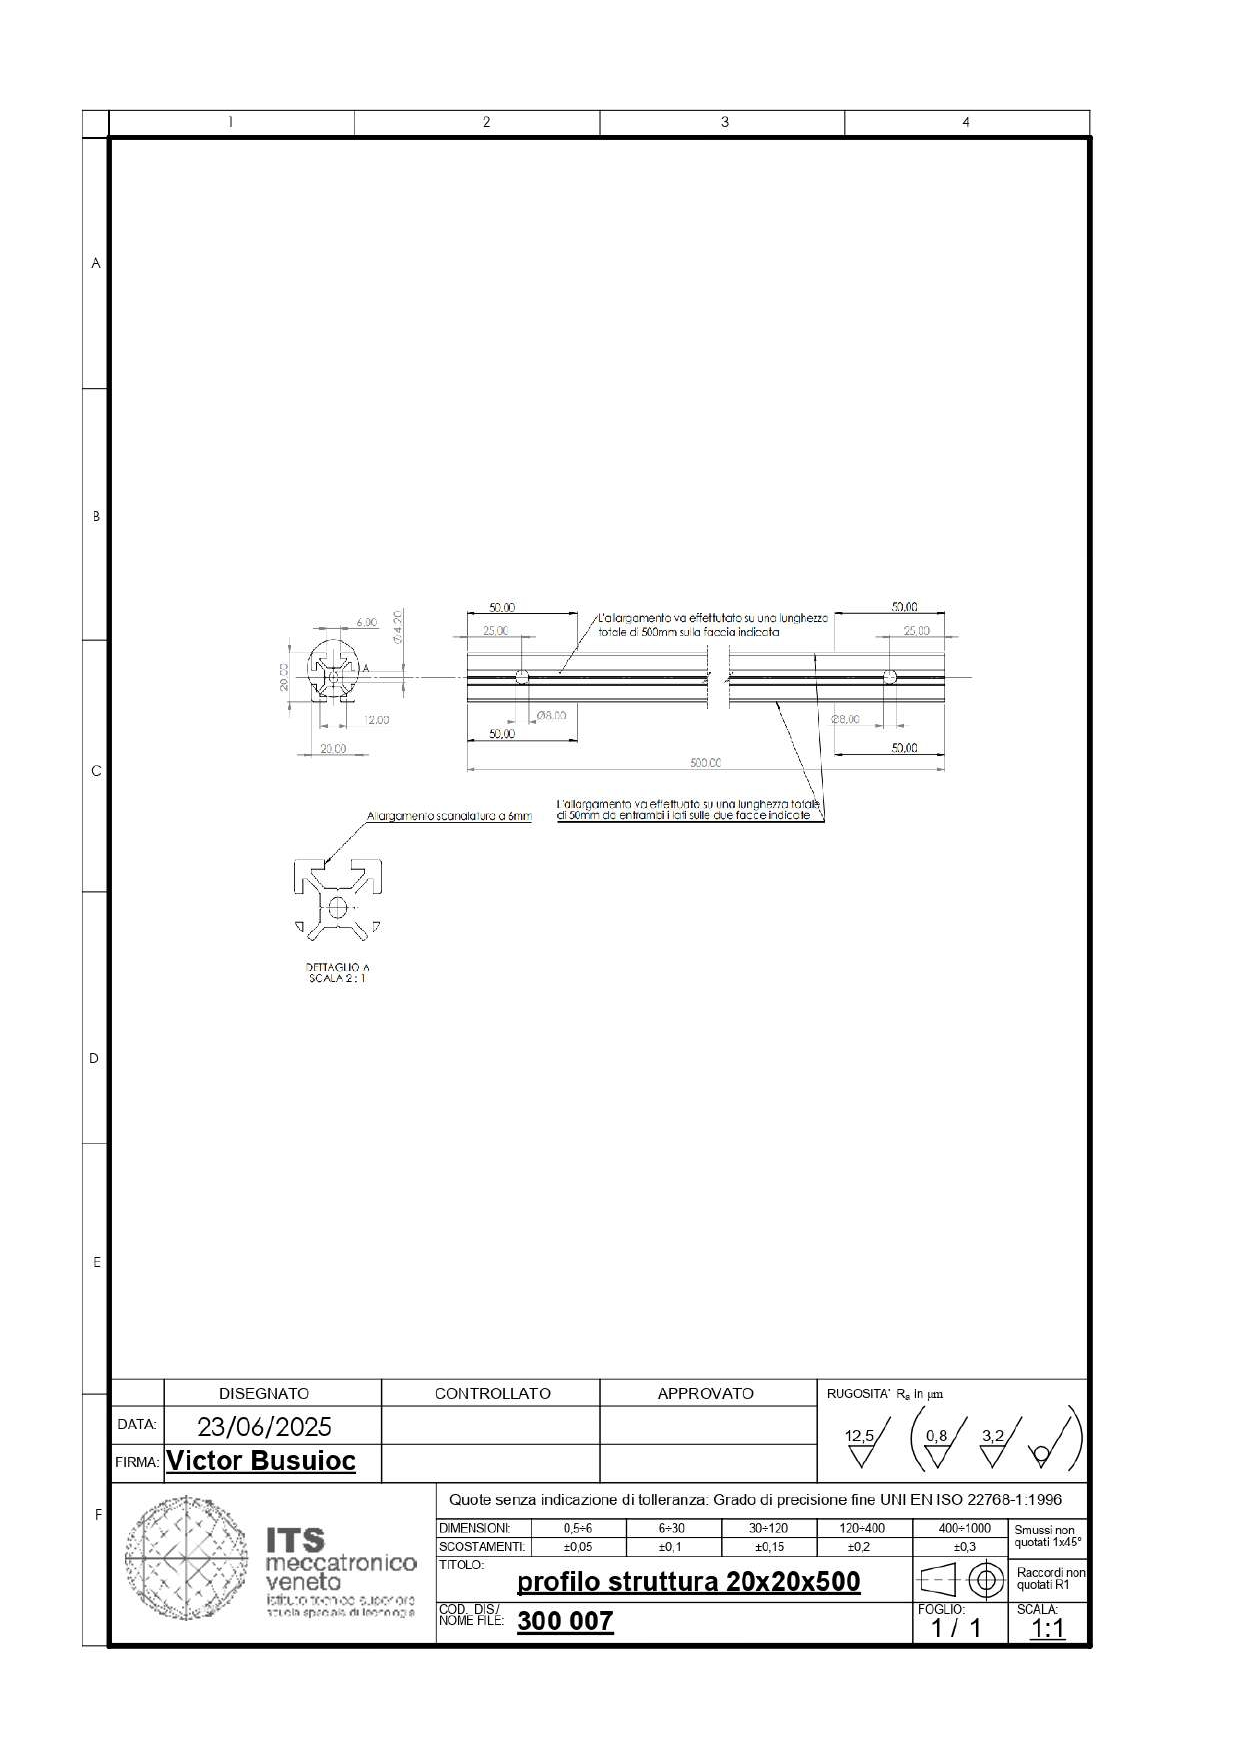 1 2 3 4
A
B
C
D
E
F
6,00
Ø4.20
20.00
A
12.00
20.00
50.00
25,00
L'allargamento va effettutato su una lunghezza
totale di 500mm sulla faccia indicata
50,00
25,00
Ø8.00
50,00
Ø8,00
50,00
500.00
L'allargamento va effettuato su una lunghezza totale
di 50mm da entrambi i lati sulle due facce indicate
Allargamento scanalatura a 6mm
DETTAGLIO A
SCALA 2 : 1
DISEGNATO CONTROLLATO APPROVATO
DATA: 23/06/2025
FIRMA: Victor Busuioc
RUGOSITA' Ra in µm
12,5 ( 0,8 3,2 )
ITS
meccatronico
veneto
istituto tecnico superiore
scuola speciale di tecnologia
Quote senza indicazione di tolleranza: Grado di precisione fine UNI EN ISO 22768-1:1996
DIMENSIONI: 0,5÷6 6÷30 30÷120 120÷400 400÷1000
SCOSTAMENTI: ±0,05 ±0,1 ±0,15 ±0,2 ±0,3
Smussi non
quotati 1x45°
Raccordi non
quotati R1
TITOLO:
profilo struttura 20x20x500
COD. DIS./
NOME FILE: 300 007
FOGLIO:
1 / 1
SCALA:
1:1